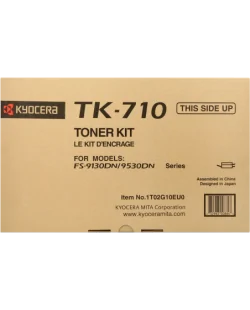 KYOCERA
TK-710
THIS SIDE UP
TONER KIT
LE KIT D'ENCRAGE
FOR MODELS:
FS-9130DN/9530DN Series
Assembled in China
Designed in Japan
Item No.1T02G10EU0
KYOCERA MITA Corporation
www.kyoceramita.com